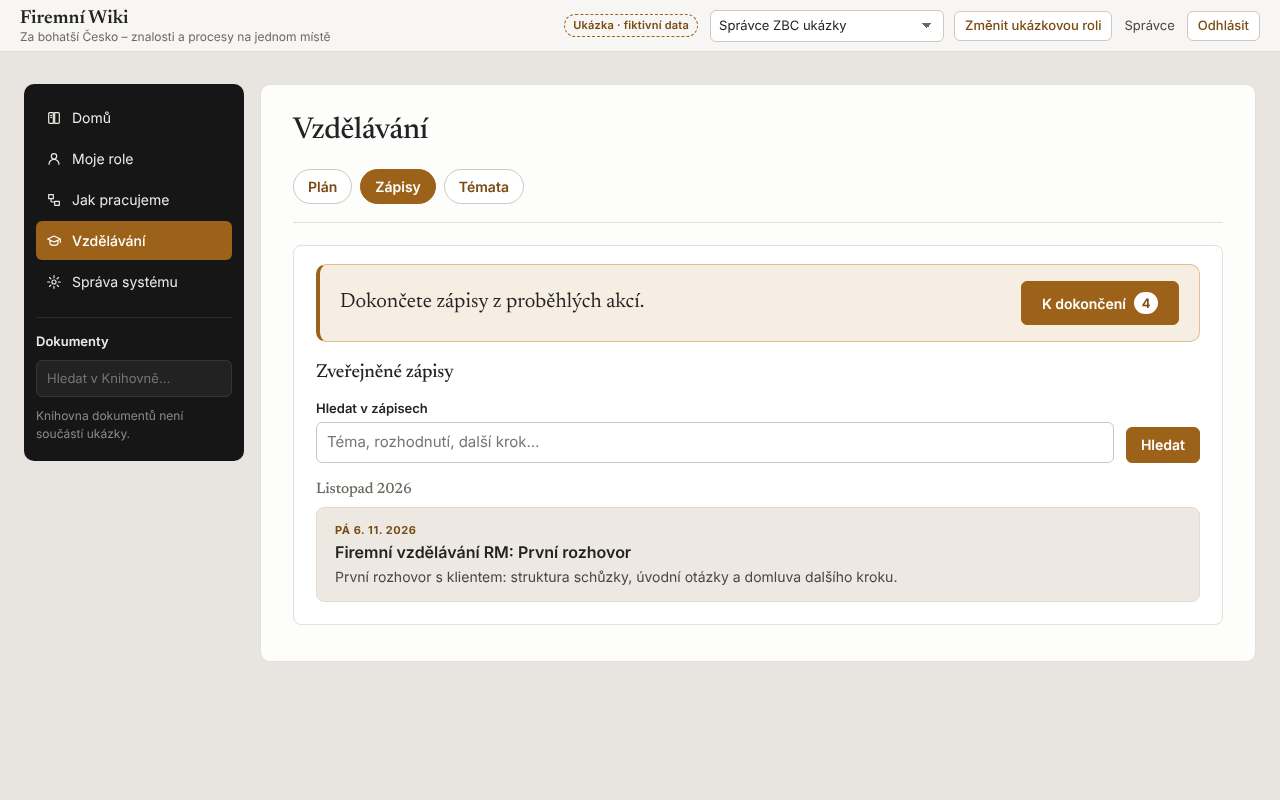 Firemní Wiki
Za bohatší Česko – znalosti a procesy na jednom místě
Ukázka · fiktivní data
Správce ZBC ukázky
Změnit ukázkovou roli
Správce
Odhlásit
Domů
Moje role
Jak pracujeme
Vzdělávání
Správa systému
Dokumenty
Hledat v Knihovně…
Knihovna dokumentů není
součástí ukázky.
Vzdělávání
Plán
Zápisy
Témata
Dokončete zápisy z proběhlých akcí.
K dokončení 4
Zveřejněné zápisy
Hledat v zápisech
Téma, rozhodnutí, další krok…
Hledat
Listopad 2026
PÁ 6. 11. 2026
Firemní vzdělávání RM: První rozhovor
První rozhovor s klientem: struktura schůzky, úvodní otázky a domluva dalšího kroku.